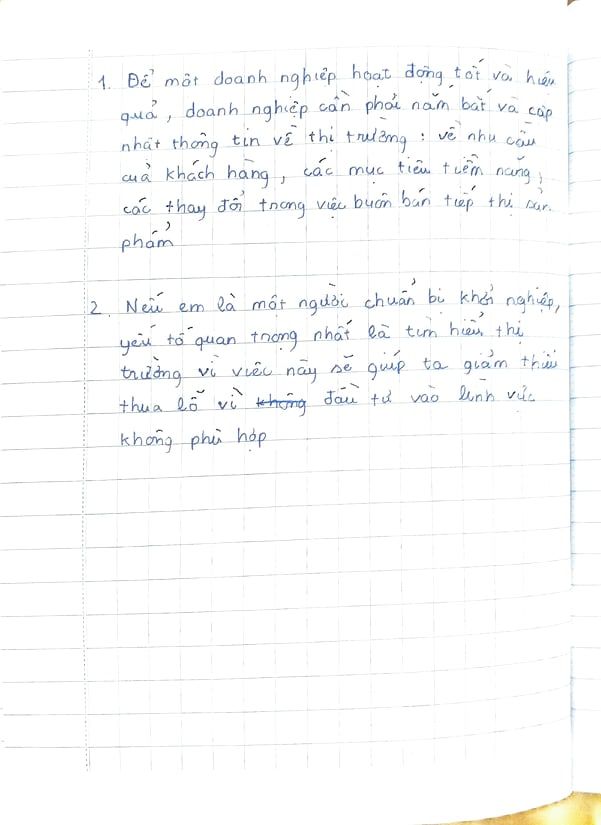 1. Để một doanh nghiệp hoạt động tốt và hiệu
quả, doanh nghiệp cần phải nắm bắt và cập
nhật thông tin về thị trường: về nhu cầu
của khách hàng, các mục tiêu tiềm năng,
các thay đổi trong việc buôn bán tiếp thị sản
phẩm
2. Nếu em là một người chuẩn bị khởi nghiệp,
yếu tố quan trọng nhất là tìm hiểu thị
trường vì việc này sẽ giúp ta giảm thiểu
thua lỗ vì không đầu tư vào lĩnh vực
không phù hợp